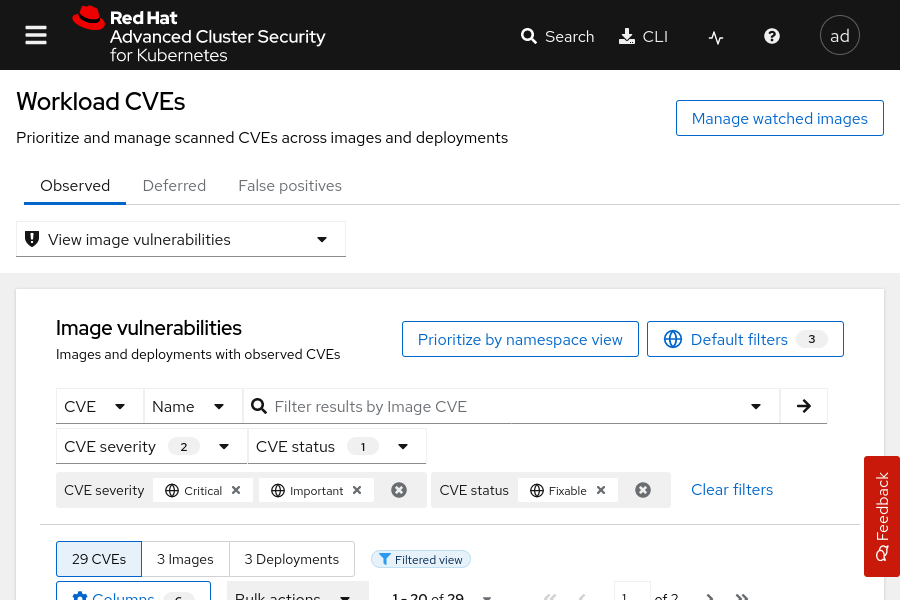 Red Hat
Advanced Cluster Security
for Kubernetes
Search
CLI
ad
Workload CVEs
Prioritize and manage scanned CVEs across images and deployments
Manage watched images
Observed
Deferred
False positives
View image vulnerabilities
Image vulnerabilities
Images and deployments with observed CVEs
Prioritize by namespace view
Default filters 3
CVE
Name
Filter results by Image CVE
CVE severity 2
CVE status 1
CVE severity
Critical
Important
CVE status
Fixable
Clear filters
Feedback
29 CVEs
3 Images
3 Deployments
Filtered view
Columns 6
Bulk actions
1 - 20 of 29
1 of 2